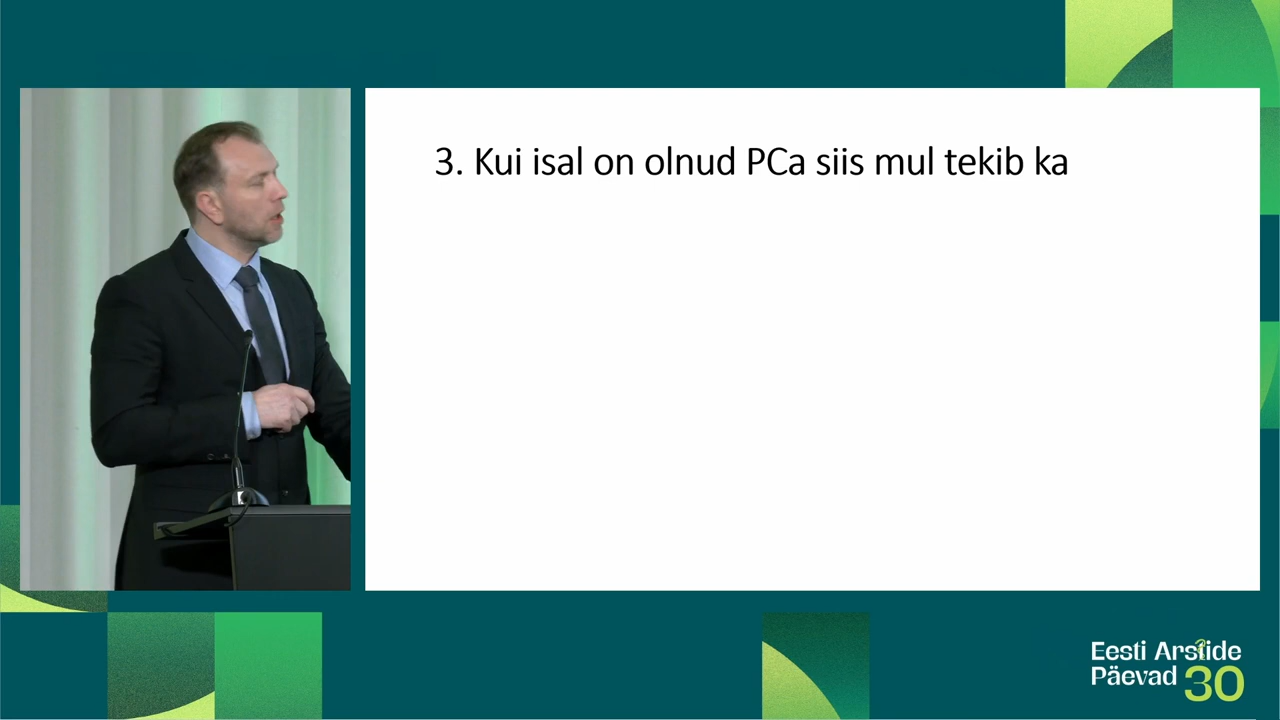 3. Kui isal on olnud PCa siis mul tekib ka
Eesti Arstide
Päevad 30